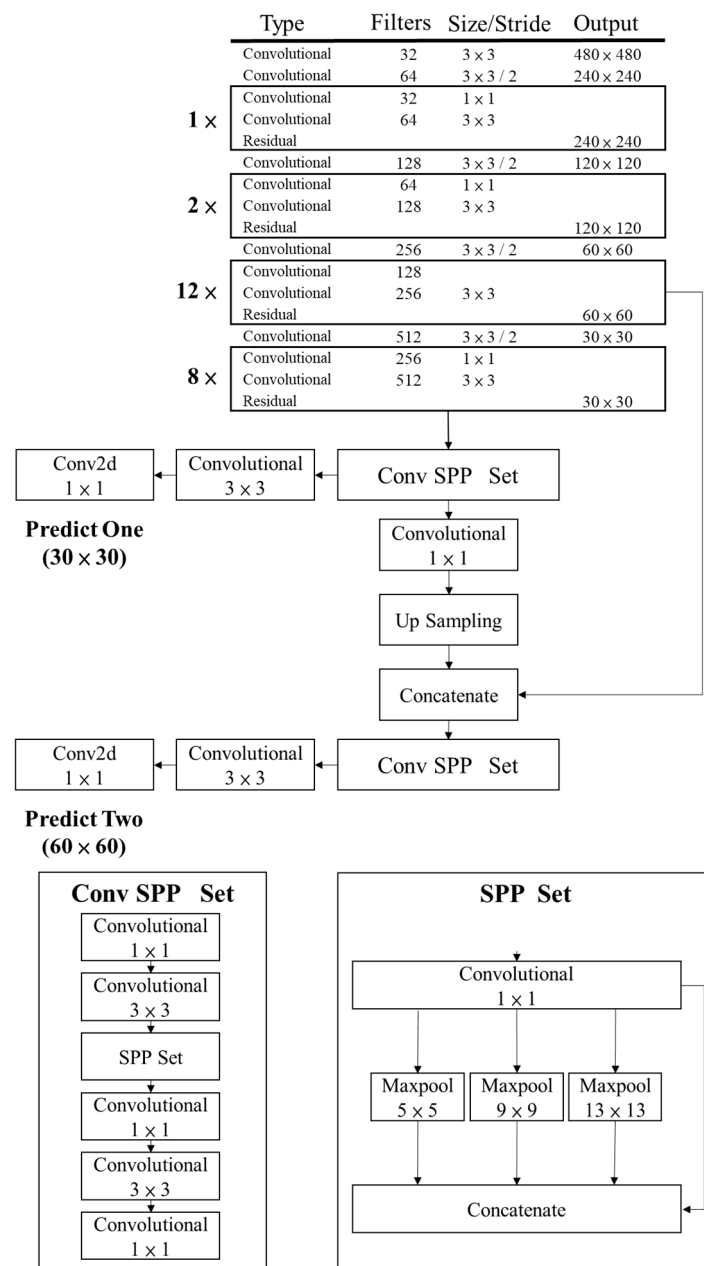 Type Filters Size/Stride Output
Convolutional 32 3 × 3 480 × 480
Convolutional 64 3 × 3 / 2 240 × 240
1 ×
Convolutional 32 1 × 1
Convolutional 64 3 × 3
Residual 240 × 240
Convolutional 128 3 × 3 / 2 120 × 120
2 ×
Convolutional 64 1 × 1
Convolutional 128 3 × 3
Residual 120 × 120
Convolutional 256 3 × 3 / 2 60 × 60
12 ×
Convolutional 128
Convolutional 256 3 × 3
Residual 60 × 60
Convolutional 512 3 × 3 / 2 30 × 30
8 ×
Convolutional 256 1 × 1
Convolutional 512 3 × 3
Residual 30 × 30
Conv2d
1 × 1
Convolutional
3 × 3
Conv SPP Set
Predict One
(30 × 30)
Convolutional
1 × 1
Up Sampling
Concatenate
Conv2d
1 × 1
Convolutional
3 × 3
Conv SPP Set
Predict Two
(60 × 60)
Conv SPP Set
Convolutional
1 × 1
Convolutional
3 × 3
SPP Set
Convolutional
1 × 1
Convolutional
3 × 3
Convolutional
1 × 1
SPP Set
Convolutional
1 × 1
Maxpool
5 × 5
Maxpool
9 × 9
Maxpool
13 × 13
Concatenate